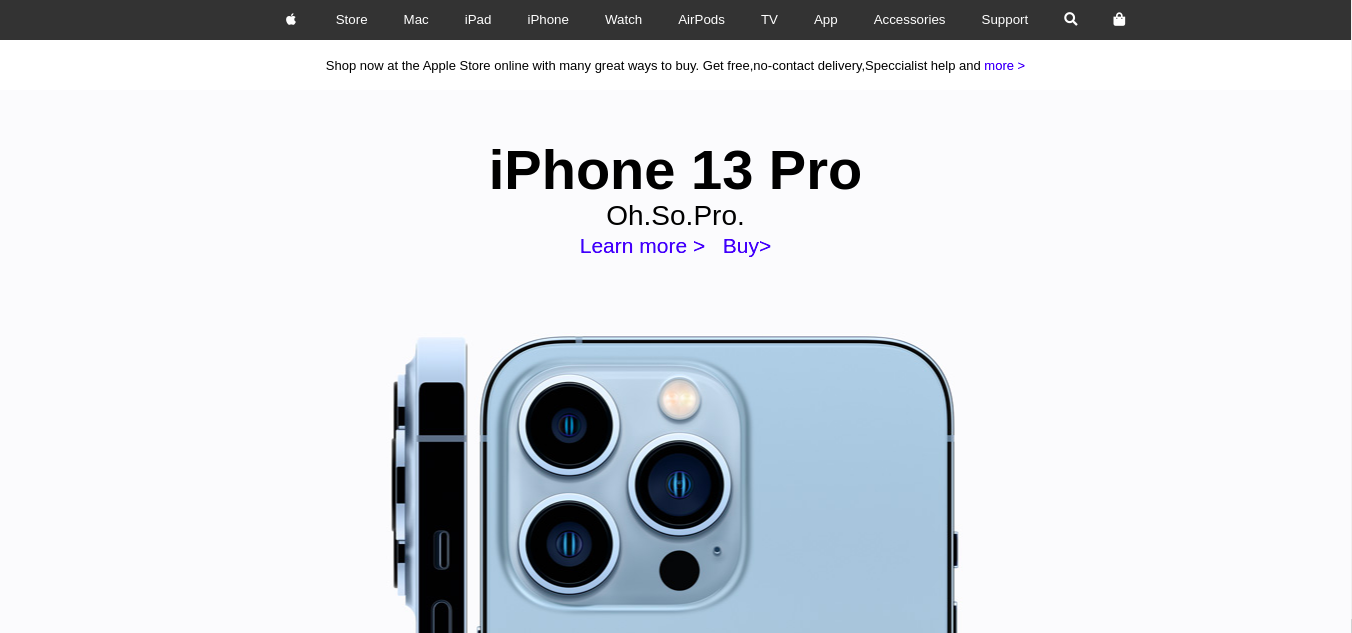 Store Mac iPad iPhone Watch AirPods TV App Accessories Support
Shop now at the Apple Store online with many great ways to buy. Get free,no-contact delivery,Speccialist help and more >
iPhone 13 Pro
Oh.So.Pro.
Learn more > Buy>